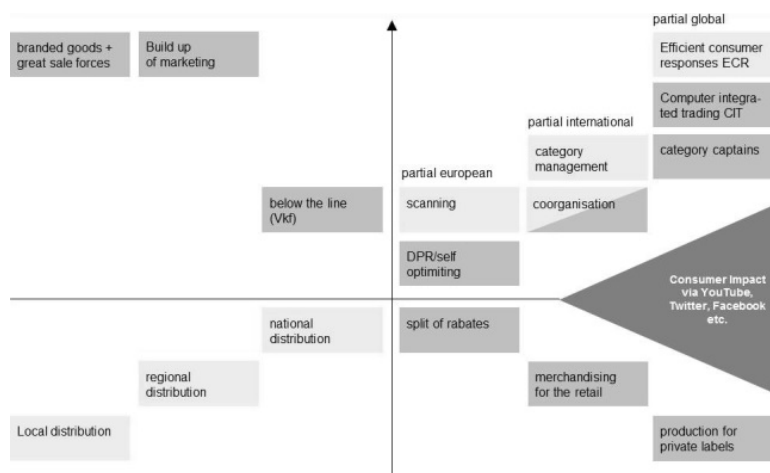 partial global
branded goods +
great sale forces
Build up
of marketing
Efficient consumer
responses ECR
Computer integra-
ted trading CIT
partial international
category
management
category captains
partial european
below the line
(Vkf)
scanning
coorganisation
DPR/self
optimiting
Consumer Impact
via YouTube,
Twitter, Facebook
etc.
national
distribution
split of rabates
regional
distribution
merchandising
for the retail
Local distribution
production for
private labels